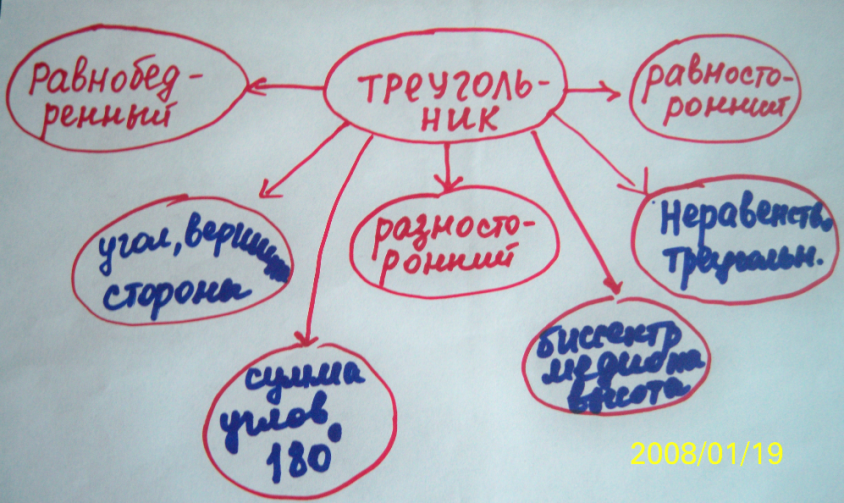 треуголь-
ник
Равнобед-
ренный
равносто-
ронний
угол, вершина
стороны
разносто-
ронний
Неравенство
треугольн.
сумма
углов
180°
биссектр
медиана
высота
2008/01/19